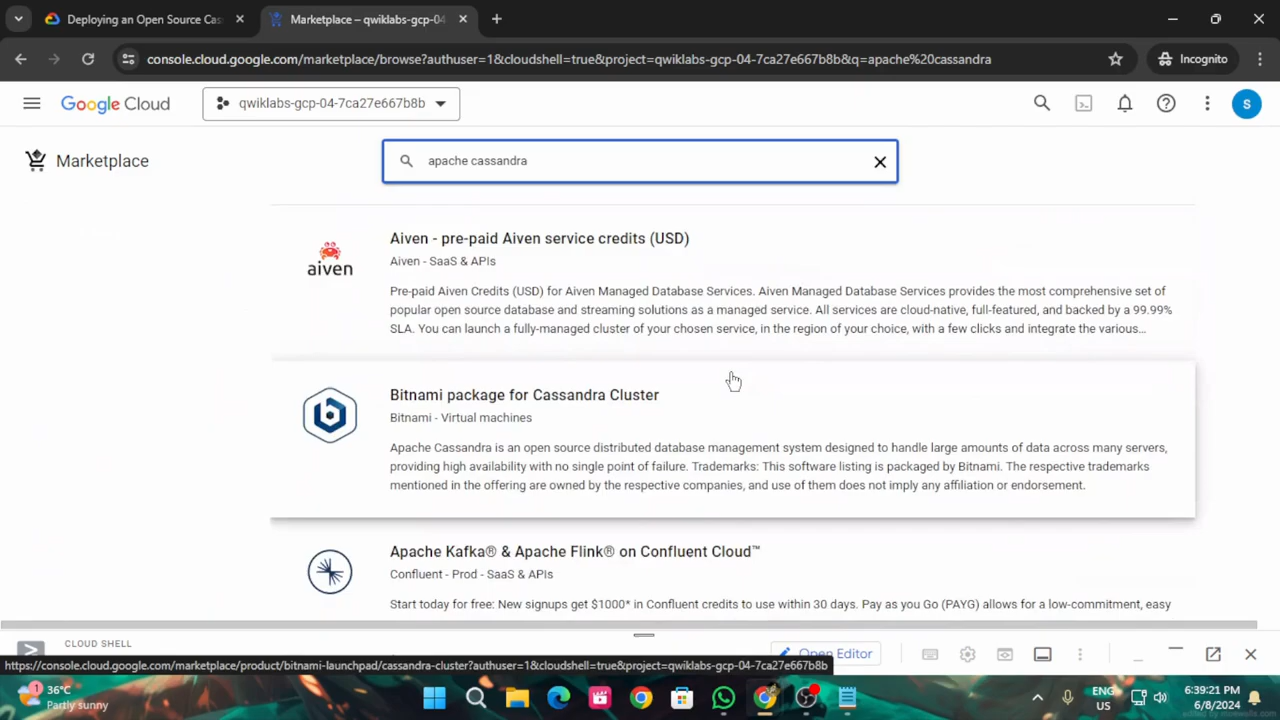 Deploying an Open Source Cas
Marketplace – qwiklabs-gcp-04-
console.cloud.google.com/marketplace/browse?authuser=1&cloudshell=true&project=qwiklabs-gcp-04-7ca27e667b8b&q=apache%20cassandra
Incognito
Google Cloud
qwiklabs-gcp-04-7ca27e667b8b
S
Marketplace
apache cassandra
aiven
Aiven - pre-paid Aiven service credits (USD)
Aiven - SaaS & APIs
Pre-paid Aiven Credits (USD) for Aiven Managed Database Services. Aiven Managed Database Services provides the most comprehensive set of
popular open source database and streaming solutions as a managed service. All services are cloud-native, full-featured, and backed by a 99.99%
SLA. You can launch a fully-managed cluster of your chosen service, in the region of your choice, with a few clicks and integrate the various...
Bitnami package for Cassandra Cluster
Bitnami - Virtual machines
Apache Cassandra is an open source distributed database management system designed to handle large amounts of data across many servers,
providing high availability with no single point of failure. Trademarks: This software listing is packaged by Bitnami. The respective trademarks
mentioned in the offering are owned by the respective companies, and use of them does not imply any affiliation or endorsement.
Apache Kafka® & Apache Flink® on Confluent Cloud™
Confluent - Prod - SaaS & APIs
Start today for free: New signups get $1000* in Confluent credits to use within 30 days. Pay as you Go (PAYG) allows for a low-commitment, easy
CLOUD SHELL
Open Editor
https://console.cloud.google.com/marketplace/product/bitnami-launchpad/cassandra-cluster?authuser=1&cloudshell=true&project=qwiklabs-gcp-04-7ca27e667b8b
1
36°C
Partly sunny
ENG
US
6:39:21 PM
6/8/2024